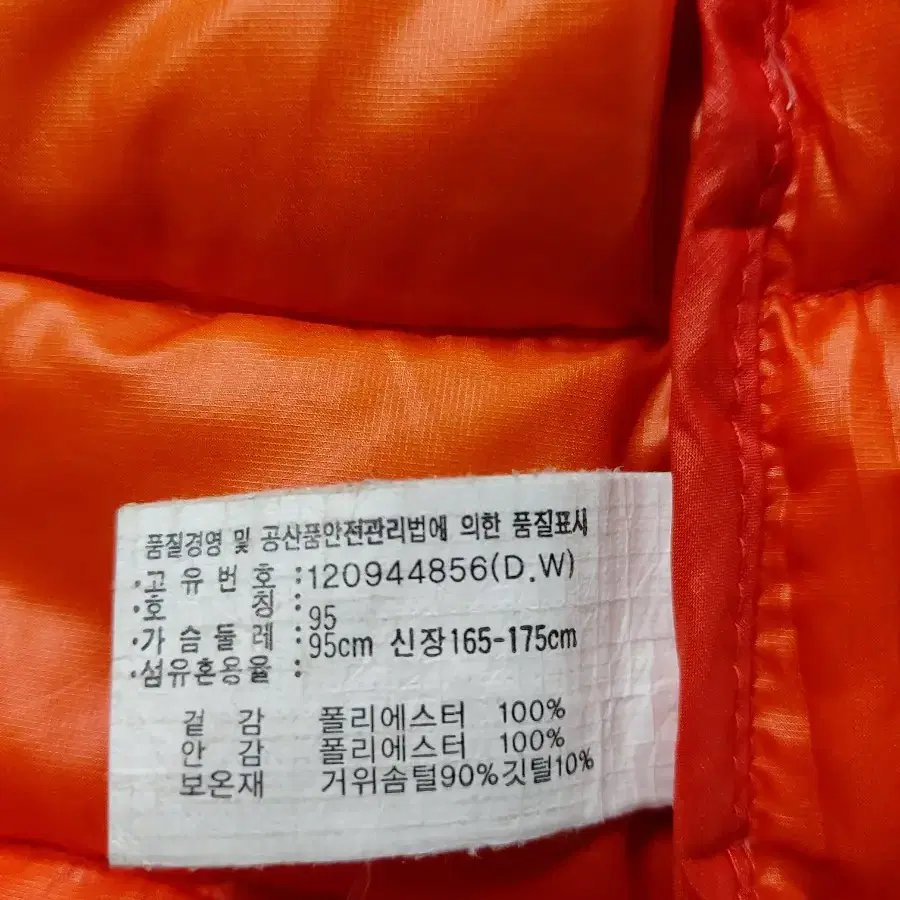 품질경영 및 공산품안전관리법에 의한 품질표시
·고 유 번 호 :120944856(D.W)
·호 칭 : 95
·가 슴 둘 레 : 95cm 신장165-175cm
·섬유혼용율 :
겉 감 폴리에스터 100%
안 감 폴리에스터 100%
보온재 거위솜털90%깃털10%